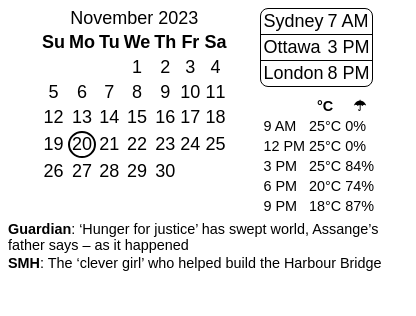 November 2023
Su Mo Tu We Th Fr Sa
1 2 3 4
5 6 7 8 9 10 11
12 13 14 15 16 17 18
19 20 21 22 23 24 25
26 27 28 29 30
Sydney 7 AM
Ottawa 3 PM
London 8 PM
°C ☂
9 AM 25°C 0%
12 PM 25°C 0%
3 PM 25°C 84%
6 PM 20°C 74%
9 PM 18°C 87%
Guardian: ‘Hunger for justice’ has swept world, Assange’s
father says – as it happened
SMH: The ‘clever girl’ who helped build the Harbour Bridge